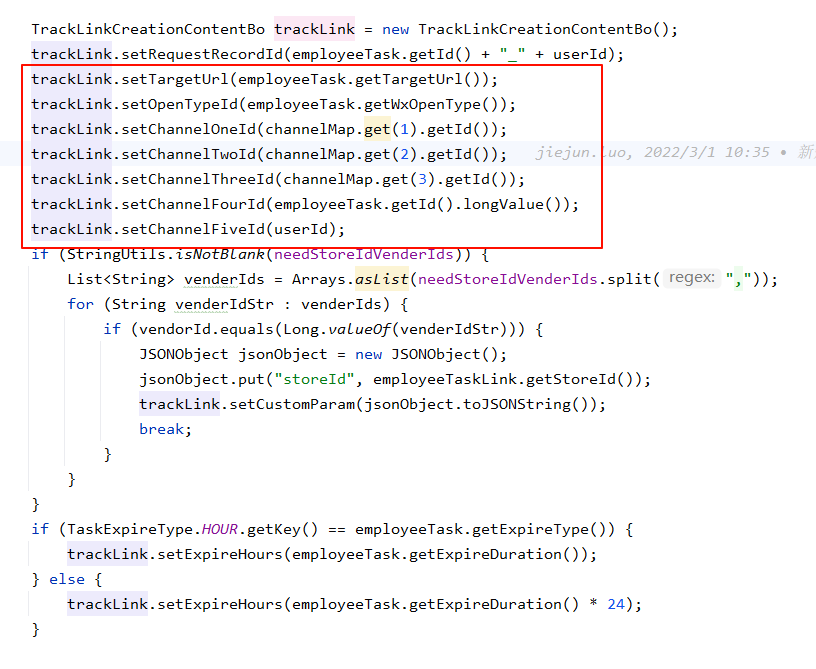 TrackLinkCreationContentBo trackLink = new TrackLinkCreationContentBo();
trackLink.setRequestRecordId(employeeTask.getId() + "_" + userId);
trackLink.setTargetUrl(employeeTask.getTargetUrl());
trackLink.setOpenTypeId(employeeTask.getWxOpenType());
trackLink.setChannelOneId(channelMap.get(1).getId());
trackLink.setChannelTwoId(channelMap.get(2).getId()); jiejun.luo, 2022/3/1 10:35 • 新
trackLink.setChannelThreeId(channelMap.get(3).getId());
trackLink.setChannelFourId(employeeTask.getId().longValue());
trackLink.setChannelFiveId(userId);
if (StringUtils.isNotBlank(needStoreIdVenderIds)) {
List<String> venderIds = Arrays.asList(needStoreIdVenderIds.split( regex: ","));
for (String venderIdStr : venderIds) {
if (vendorId.equals(Long.valueOf(venderIdStr))) {
JSONObject jsonObject = new JSONObject();
jsonObject.put("storeId", employeeTaskLink.getStoreId());
trackLink.setCustomParam(jsonObject.toJSONString());
break;
}
}
}
if (TaskExpireType.HOUR.getKey() == employeeTask.getExpireType()) {
trackLink.setExpireHours(employeeTask.getExpireDuration());
} else {
trackLink.setExpireHours(employeeTask.getExpireDuration() * 24);
}